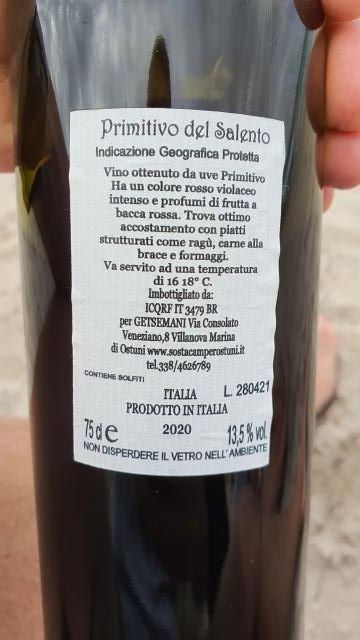 Primitivo del Salento
Indicazione Geografica Protetta
Vino ottenuto da uve Primitivo
Ha un colore rosso violaceo
intenso e profumi di frutta a
bacca rossa. Trova ottimo
accostamento con piatti
strutturati come ragù, carne alla
brace e formaggi.
Va servito ad una temperatura
di 16 18° C.
Imbottigliato da:
ICQRF IT 3479 BR
per GETSEMANI Via Consolato
Veneziano,8 Villanova Marina
di Ostuni www.sostacamperostuni.it
tel.338/4626789
CONTIENE SOLFITI
ITALIA L. 280421
PRODOTTO IN ITALIA
75 cl e 2020 13,5% vol.
NON DISPERDERE IL VETRO NELL'AMBIENTE